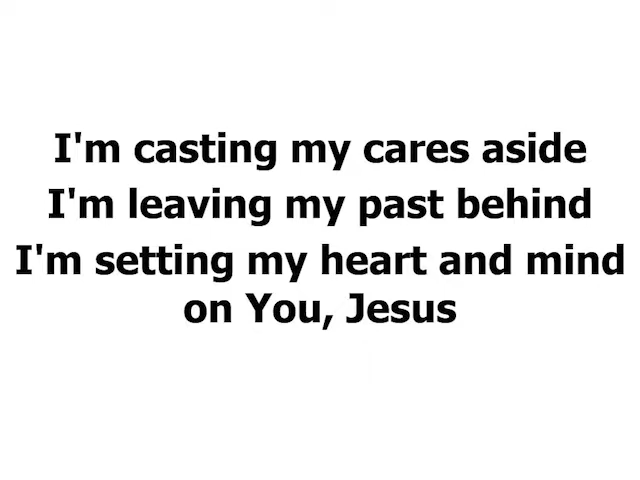 I'm casting my cares aside
I'm leaving my past behind
I'm setting my heart and mind
on You, Jesus